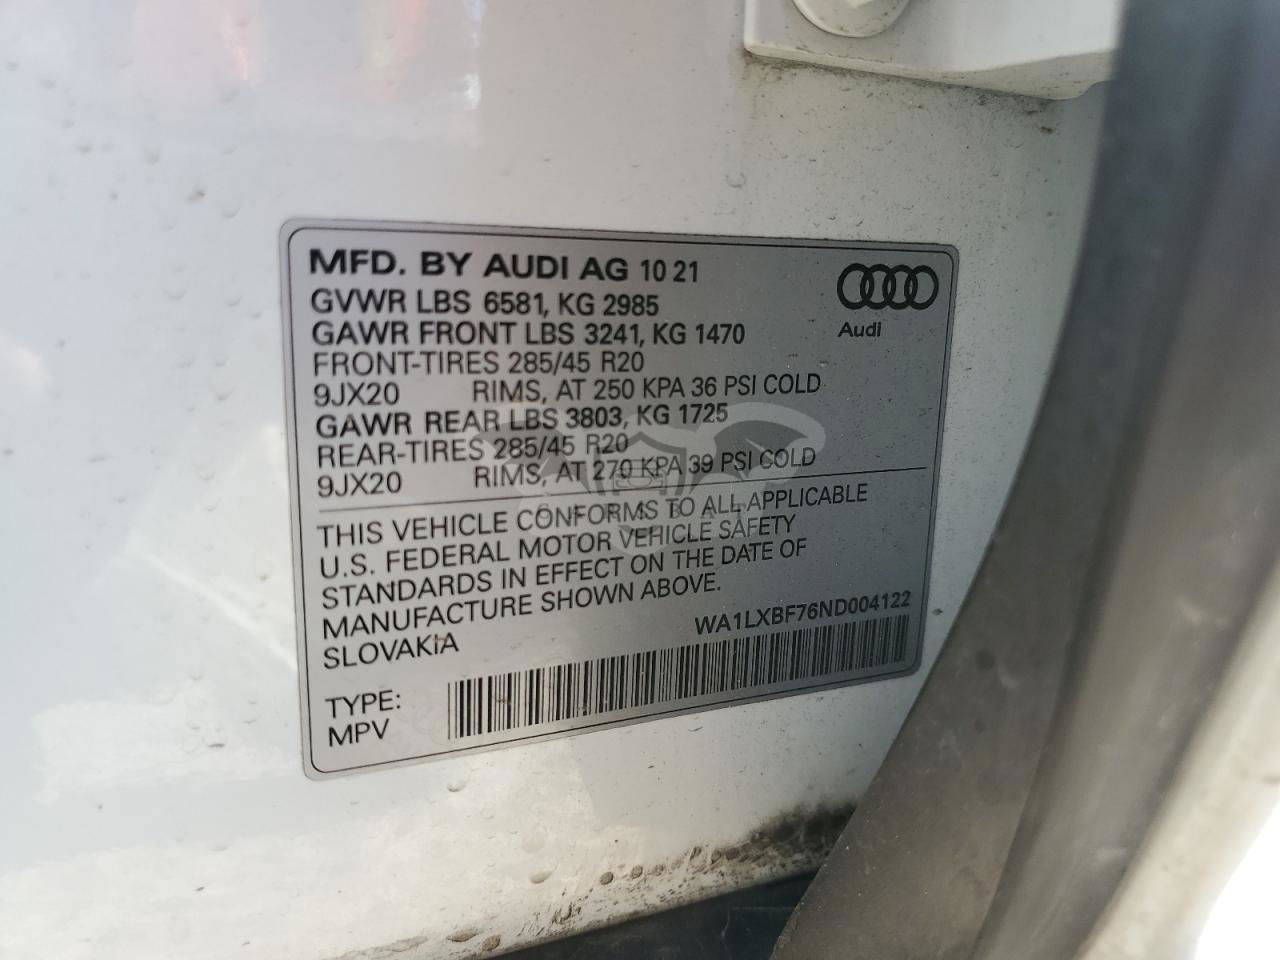 MFD. BY AUDI AG 10 21
GVWR LBS 6581, KG 2985
GAWR FRONT LBS 3241, KG 1470
FRONT-TIRES 285/45 R20
9JX20 RIMS, AT 250 KPA 36 PSI COLD
GAWR REAR LBS 3803, KG 1725
REAR-TIRES 285/45 R20
9JX20 RIMS, AT 270 KPA 39 PSI COLD
Audi
THIS VEHICLE CONFORMS TO ALL APPLICABLE
U.S. FEDERAL MOTOR VEHICLE SAFETY
STANDARDS IN EFFECT ON THE DATE OF
MANUFACTURE SHOWN ABOVE.
SLOVAKIA
WA1LXBF76ND004122
TYPE:
MPV